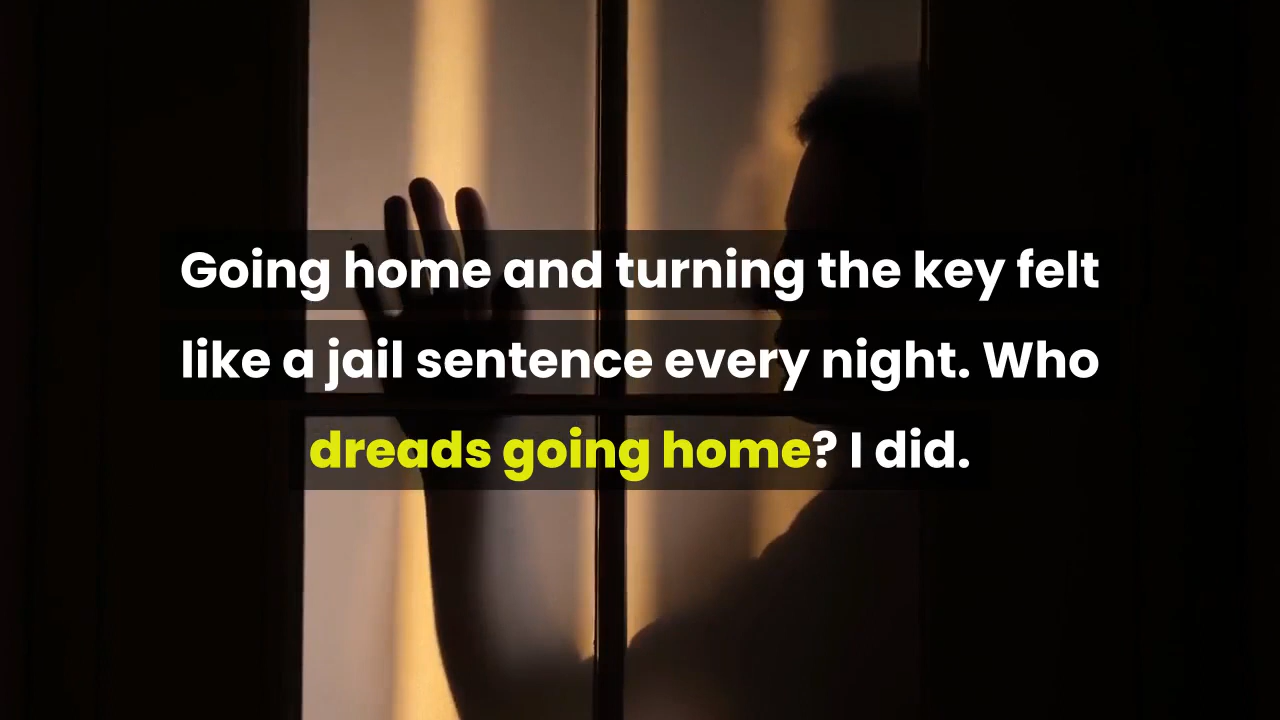 Going home and turning the key felt
like a jail sentence every night. Who
dreads going home? I did.